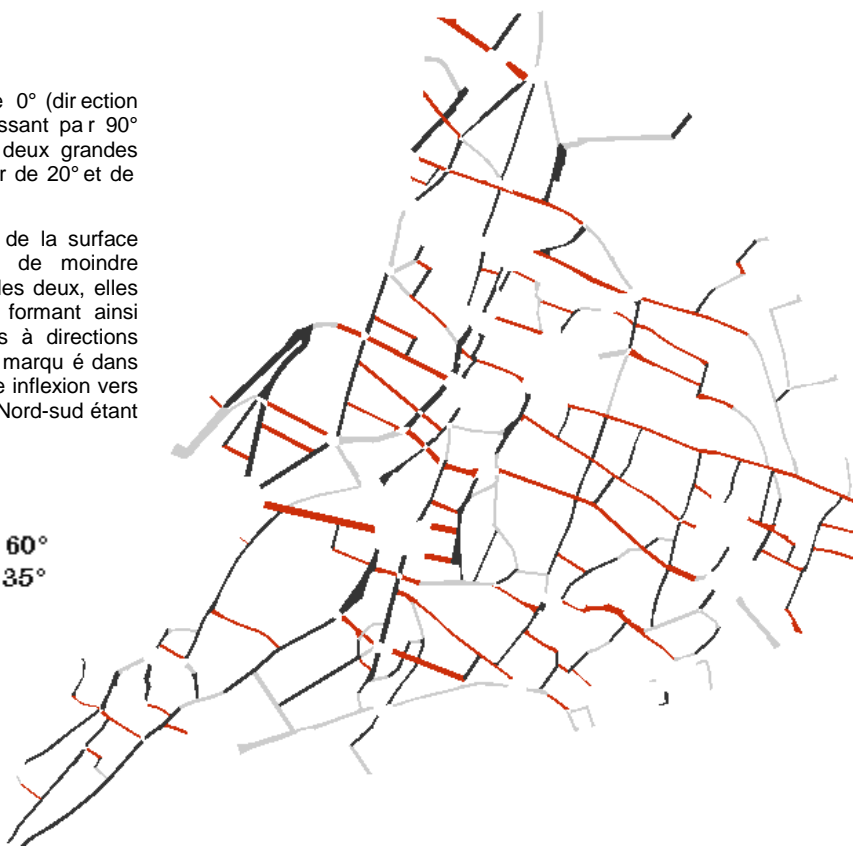 e 0° (dir ection
ssant pa r 90°
deux grandes
r de 20° et de
de la surface
de moindre
les deux, elles
formant ainsi
s à directions
marqu é dans
e inflexion vers
Nord-sud étant
60°
35°